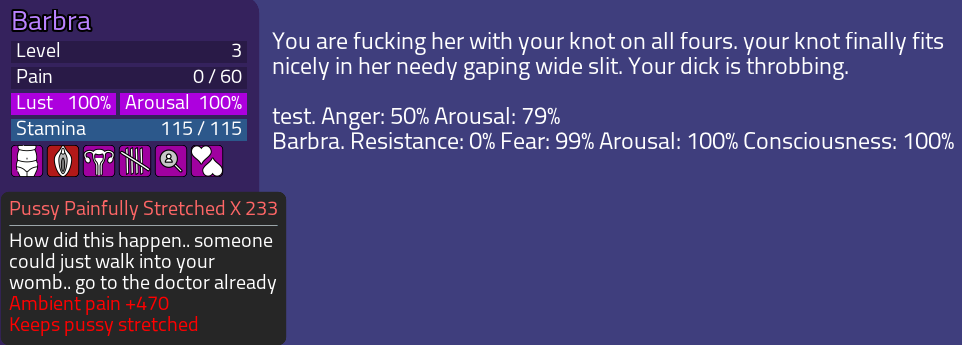 Barbra
Level 3
Pain 0 / 60
Lust 100% Arousal 100%
Stamina 115 / 115
Pussy Painfully Stretched X 233
How did this happen.. someone
could just walk into your
womb.. go to the doctor already
Ambient pain +470
Keeps pussy stretched
You are fucking her with your knot on all fours. your knot finally fits
nicely in her needy gaping wide slit. Your dick is throbbing.
test. Anger: 50% Arousal: 79%
Barbra. Resistance: 0% Fear: 99% Arousal: 100% Consciousness: 100%